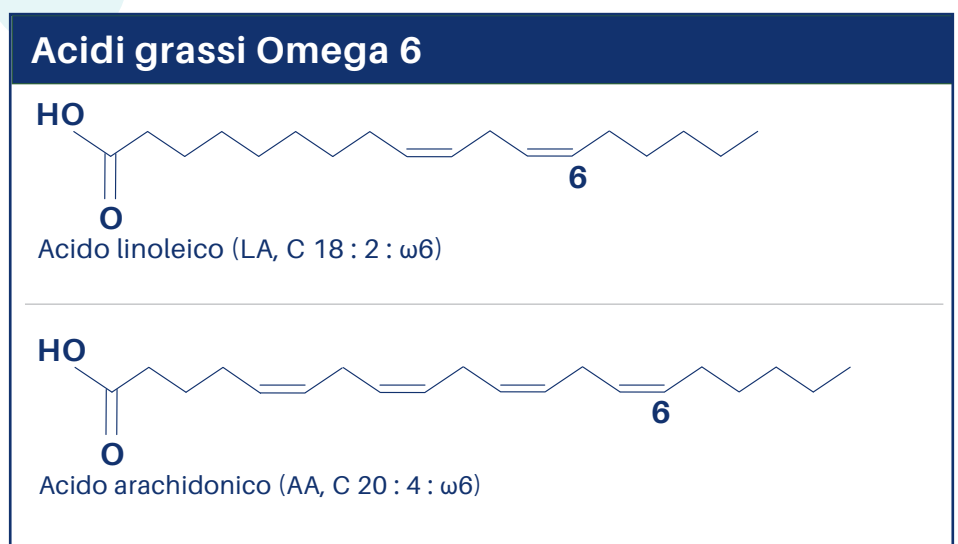 Acidi grassi Omega 6
HO
6
O
Acido linoleico (LA, C 18 : 2 : ω6)
HO
6
O
Acido arachidonico (AA, C 20 : 4 : ω6)